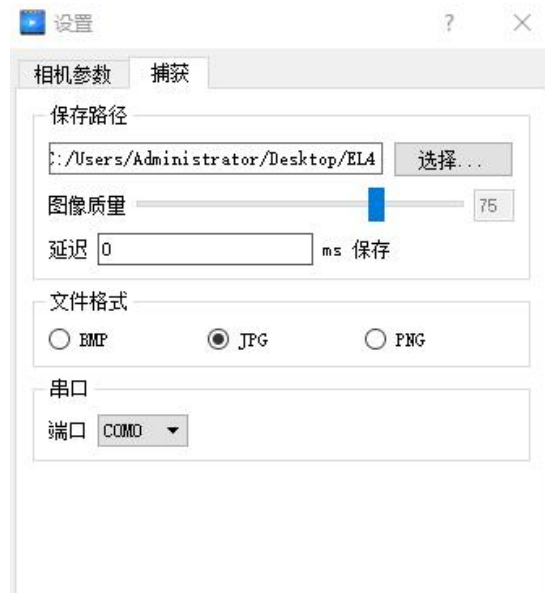 设置
相机参数 捕获
保存路径
:/Users/Administrator/Desktop/EL4 选择...
图像质量 75
延迟 0 ms 保存
文件格式
BMP JPG PNG
串口
端口 COM0